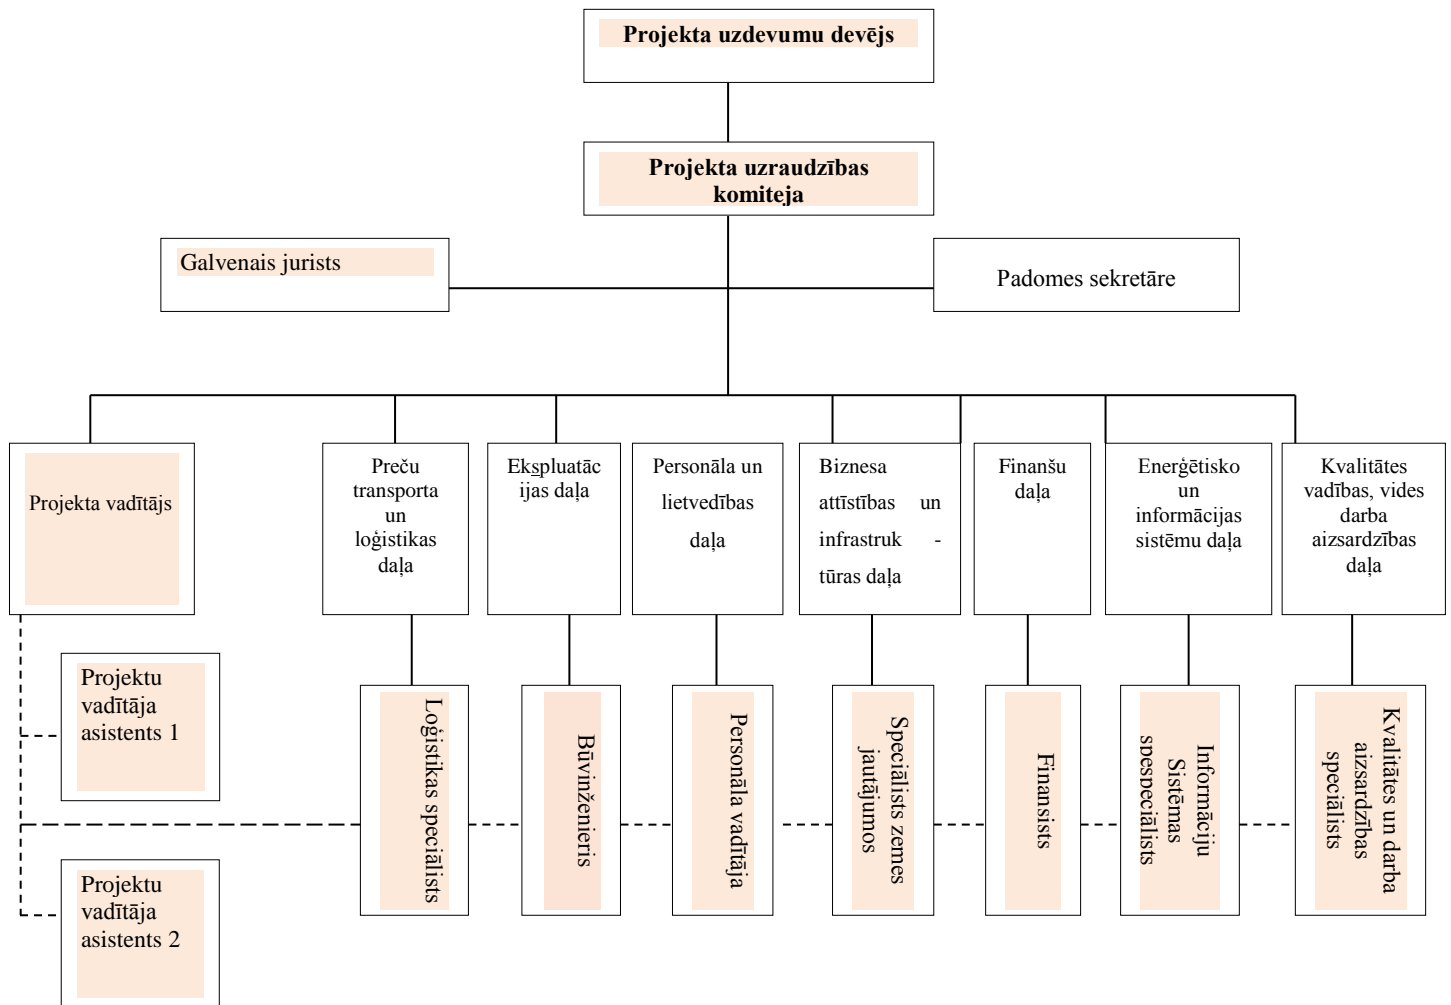 Projekta uzdevumu devējs
Projekta uzraudzības
komiteja
Galvenais jurists
Padomes sekretāre
Projekta vadītājs
Preču
transporta
un
loģistikas
daļa
Ekspluatāc
ijas daļa
Personāla un
lietvedības
daļa
Biznesa
attīstības un
infrastruk -
tūras daļa
Finanšu
daļa
Enerģētisko
un
informācijas
sistēmu daļa
Kvalitātes
vadības, vides
darba
aizsardzības
daļa
Projektu
vadītāja
asistents 1
Projektu
vadītāja
asistents 2
Loģistikas speciālists
Būvinženieris
Personāla vadītāja
Speciālists zemes
jautājumos
Finansists
Informāciju
Sistēmas
spespeciālists
Kvalitātes un darba
aizsardzības
speciālists